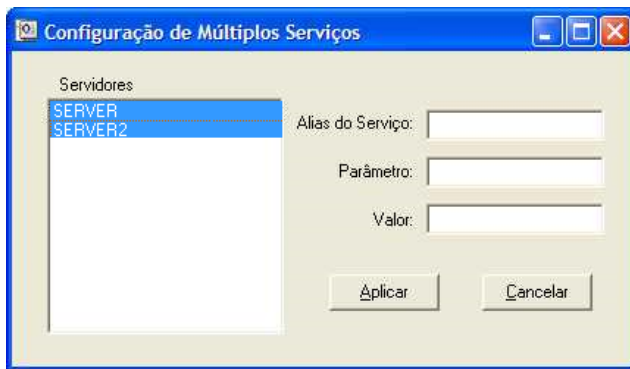 Configuração de Múltiplos Serviços
Servidores
SERVER
SERVER2
Alias do Serviço:
Parâmetro:
Valor:
Aplicar
Cancelar